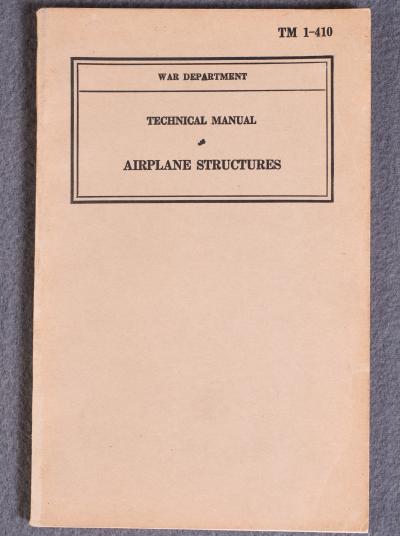 TM 1-410
WAR DEPARTMENT
TECHNICAL MANUAL
AIRPLANE STRUCTURES